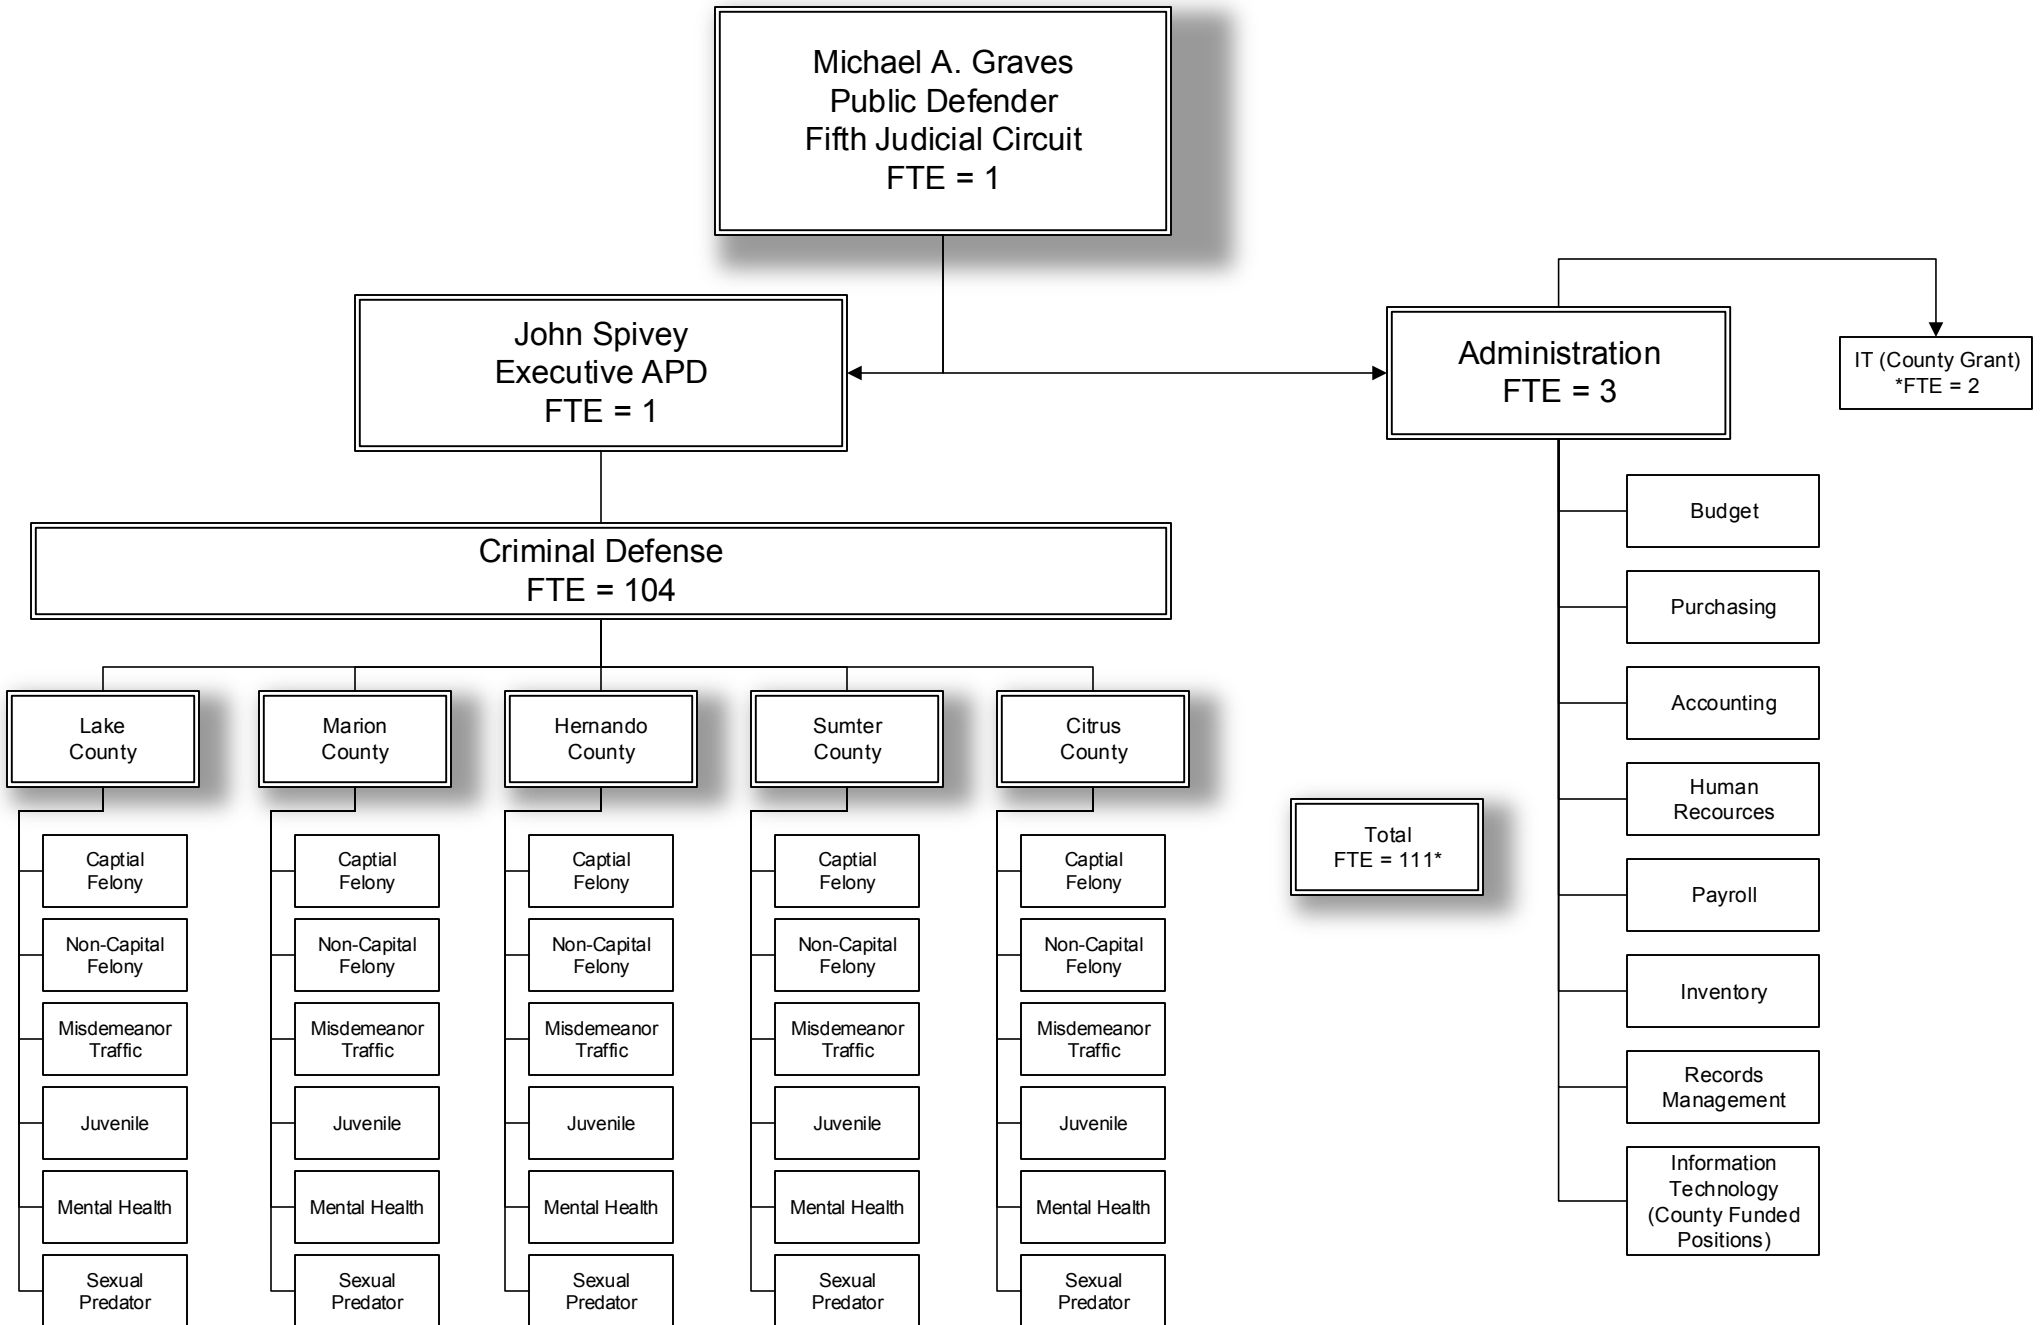 Michael A. Graves
Public Defender
Fifth Judicial Circuit
FTE = 1
John Spivey
Executive APD
FTE = 1
Administration
FTE = 3
IT (County Grant)
*FTE = 2
Criminal Defense
FTE = 104
Lake
County
Captial
Felony
Non-Capital
Felony
Misdemeanor
Traffic
Juvenile
Mental Health
Sexual
Predator
Marion
County
Captial
Felony
Non-Capital
Felony
Misdemeanor
Traffic
Juvenile
Mental Health
Sexual
Predator
Hernando
County
Captial
Felony
Non-Capital
Felony
Misdemeanor
Traffic
Juvenile
Mental Health
Sexual
Predator
Sumter
County
Captial
Felony
Non-Capital
Felony
Misdemeanor
Traffic
Juvenile
Mental Health
Sexual
Predator
Citrus
County
Captial
Felony
Non-Capital
Felony
Misdemeanor
Traffic
Juvenile
Mental Health
Sexual
Predator
Total
FTE = 111*
Budget
Purchasing
Accounting
Human
Recources
Payroll
Inventory
Records
Management
Information
Technology
(County Funded
Positions)